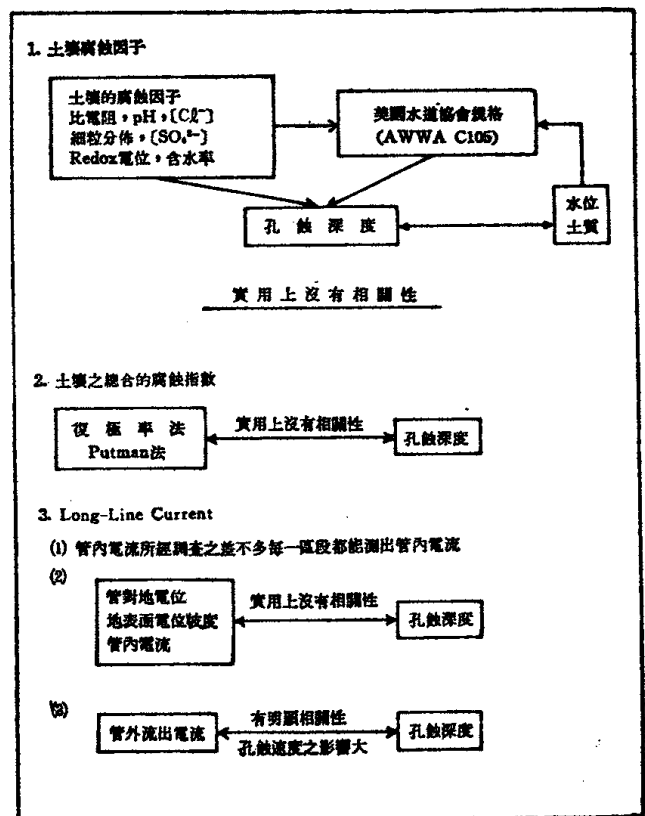 1. 土壤腐蝕因子
土壤的腐蝕因子
比電阻，pH，〔Cℓ⁻〕
細粒分佈，〔SO₄²⁻〕
Redox電位，含水率
美國水道協會規格
(AWWA C105)
孔蝕深度
水位
土質
實用上沒有相關性
2. 土壤之總合的腐蝕指數
復極率法
Putman法
實用上沒有相關性
孔蝕深度
3. Long-Line Current
(1) 管內電流所經調查之差不多每一區段都能測出管內電流
(2)
管對地電位
地表面電位坡度
管內電流
實用上沒有相關性
孔蝕深度
(3)
管外流出電流
有明顯相關性
孔蝕速度之影響大
孔蝕深度